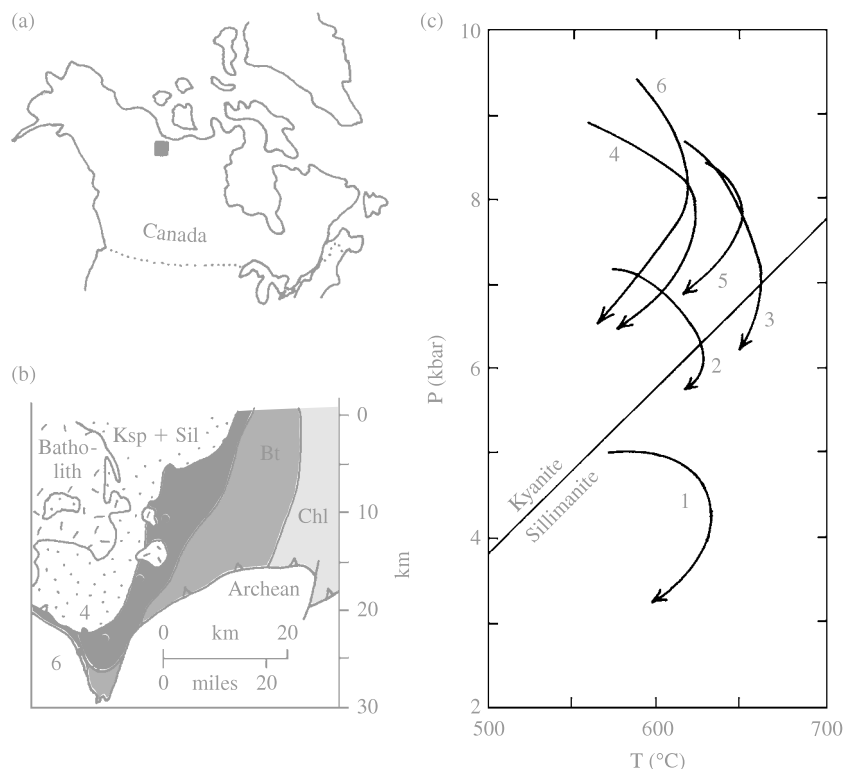 (a)
Canada
(b)
Batho-
lith
Ksp + Sil
Bt
Chl
Archean
4
6
0 km 20
0 miles 20
0
10
20
30
km
(c)
10
8
6
4
2
P (kbar)
500
600
700
T (°C)
6
4
5
3
2
1
Kyanite
Sillimanite